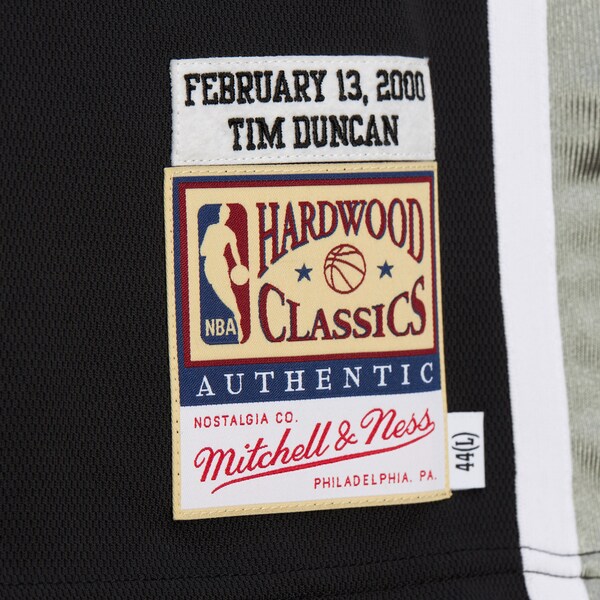 FEBRUARY 13, 2000
TIM DUNCAN
HARDWOOD
CLASSICS
NBA
AUTHENTIC
NOSTALGIA CO.
Mitchell & Ness
PHILADELPHIA, PA.
44(L)